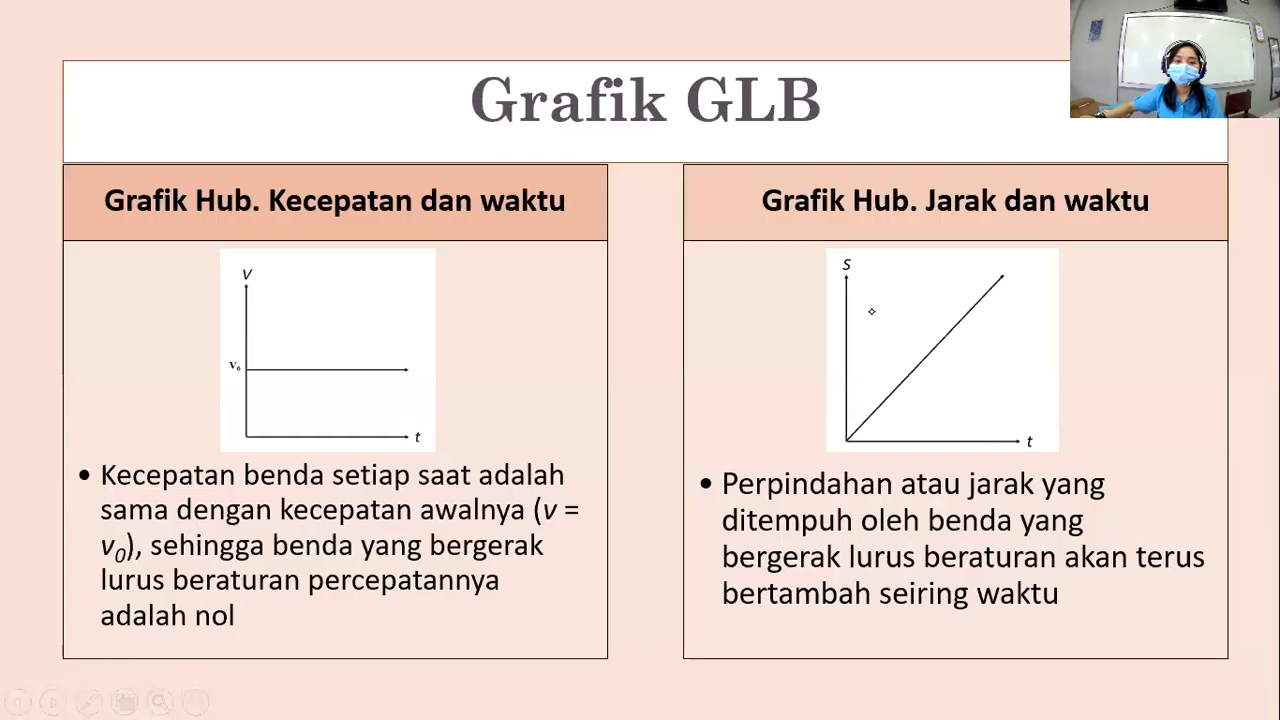 Grafik GLB
Grafik Hub. Kecepatan dan waktu
V
v₀
t
• Kecepatan benda setiap saat adalah
sama dengan kecepatan awalnya (v =
v₀), sehingga benda yang bergerak
lurus beraturan percepatannya
adalah nol
Grafik Hub. Jarak dan waktu
S
t
• Perpindahan atau jarak yang
ditempuh oleh benda yang
bergerak lurus beraturan akan terus
bertambah seiring waktu